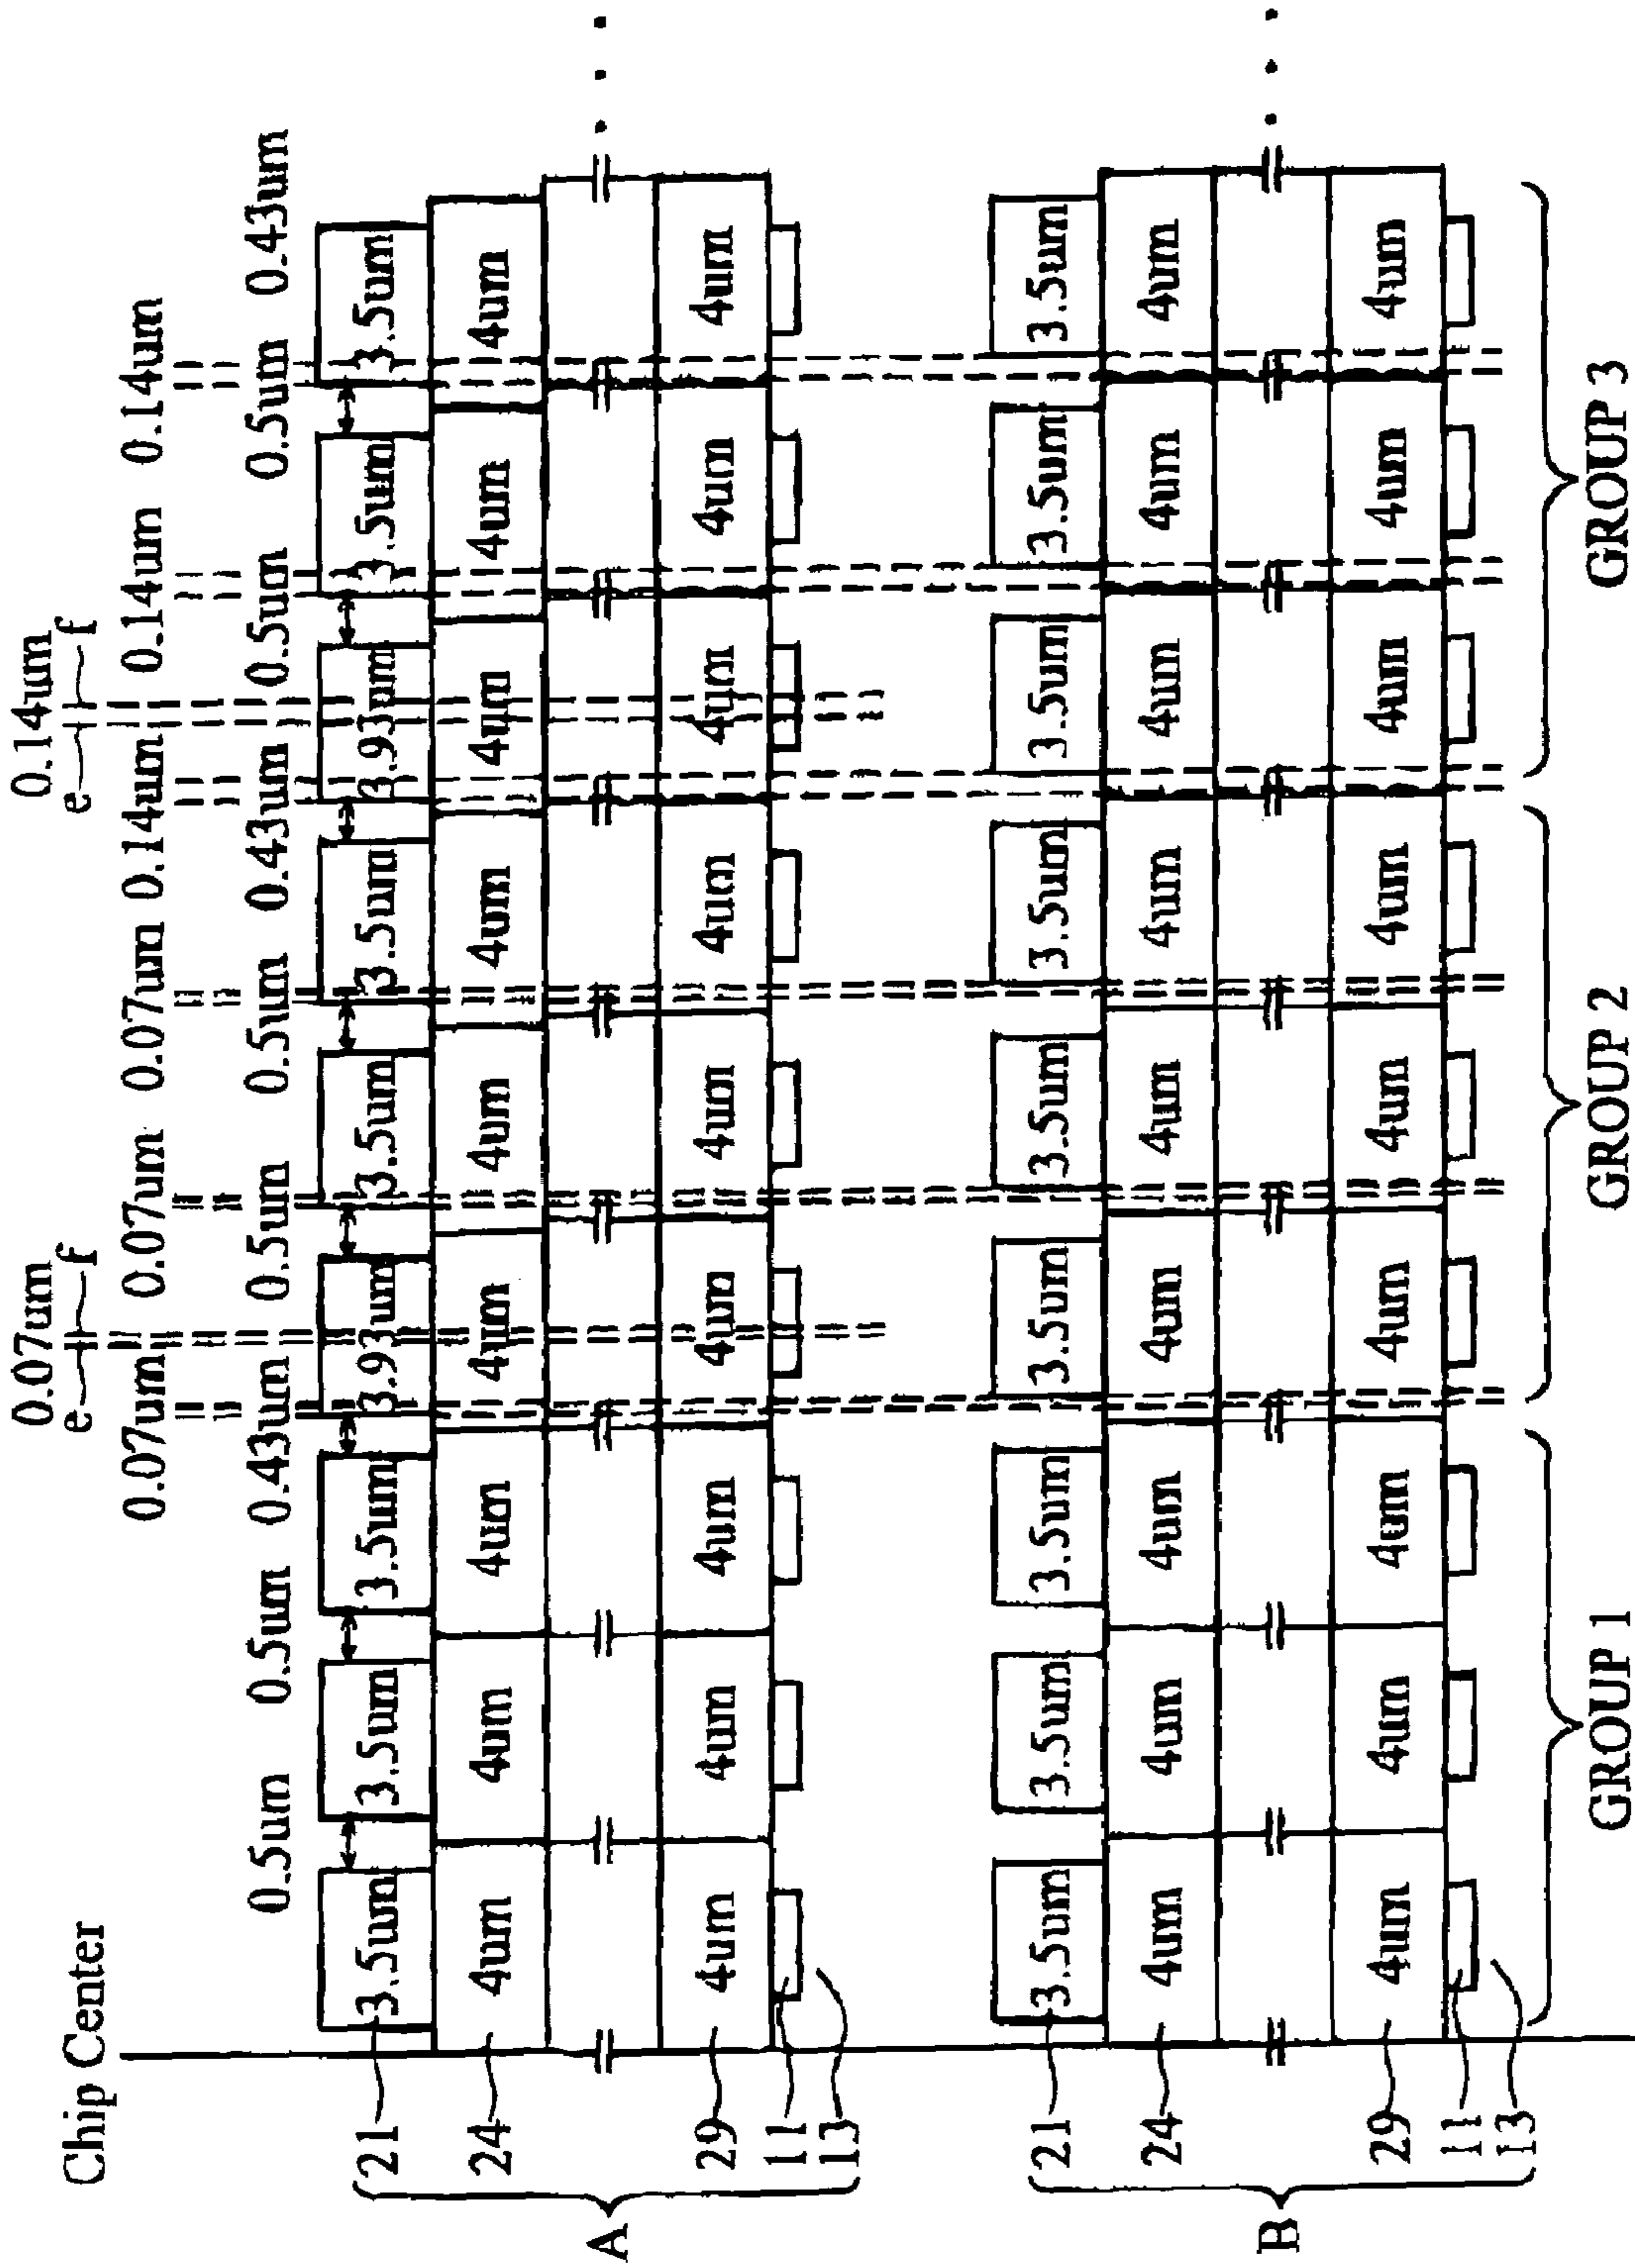 0.07um 0.14um
Chip Center e f e f
0.07um 0.07um 0.07um 0.14um 0.14um 0.14um
0.5um 0.5um 0.43um 0.5um 0.5um 0.43um 0.5um 0.5um 0.43um
21 3.5um 3.5um 3.5um 3.93um 3.5um 3.5um 3.93um 3.5um 3.5um
24 4um 4um 4um 4um 4um 4um 4um 4um 4um
A
29 4um 4um 4um 4um 4um 4um 4um 4um 4um
11
13
21 3.5um 3.5um 3.5um 3.5um 3.5um 3.5um 3.5um 3.5um 3.5um
24 4um 4um 4um 4um 4um 4um 4um 4um 4um
B
29 4um 4um 4um 4um 4um 4um 4um 4um 4um
11
13
GROUP 1 GROUP 2 GROUP 3